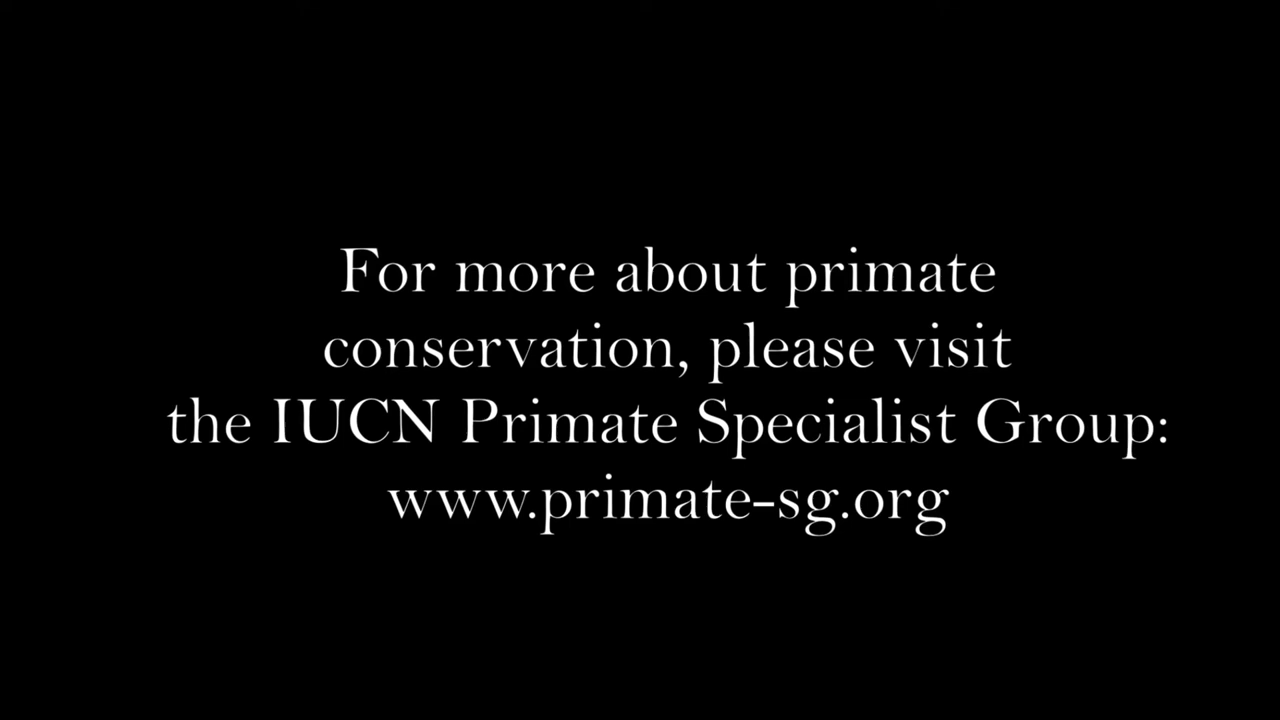 For more about primate
conservation, please visit
the IUCN Primate Specialist Group:
www.primate-sg.org